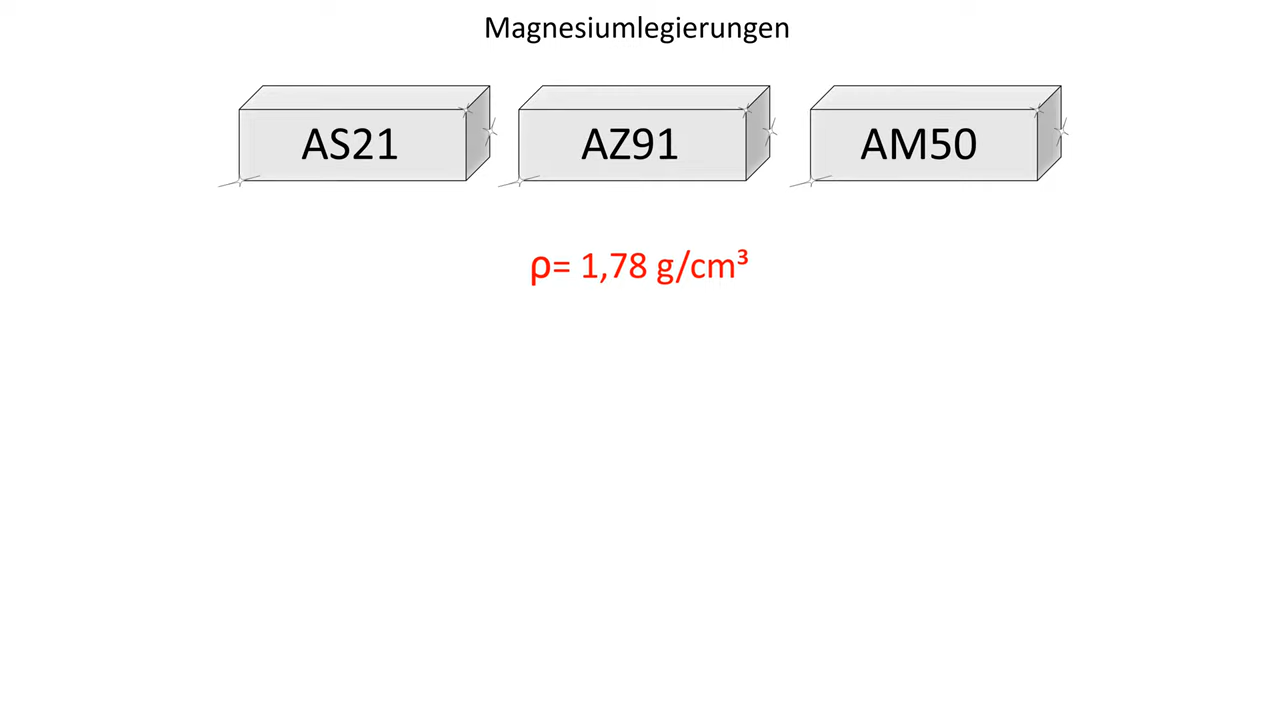 Magnesiumlegierungen
AS21 AZ91 AM50
ρ= 1,78 g/cm³